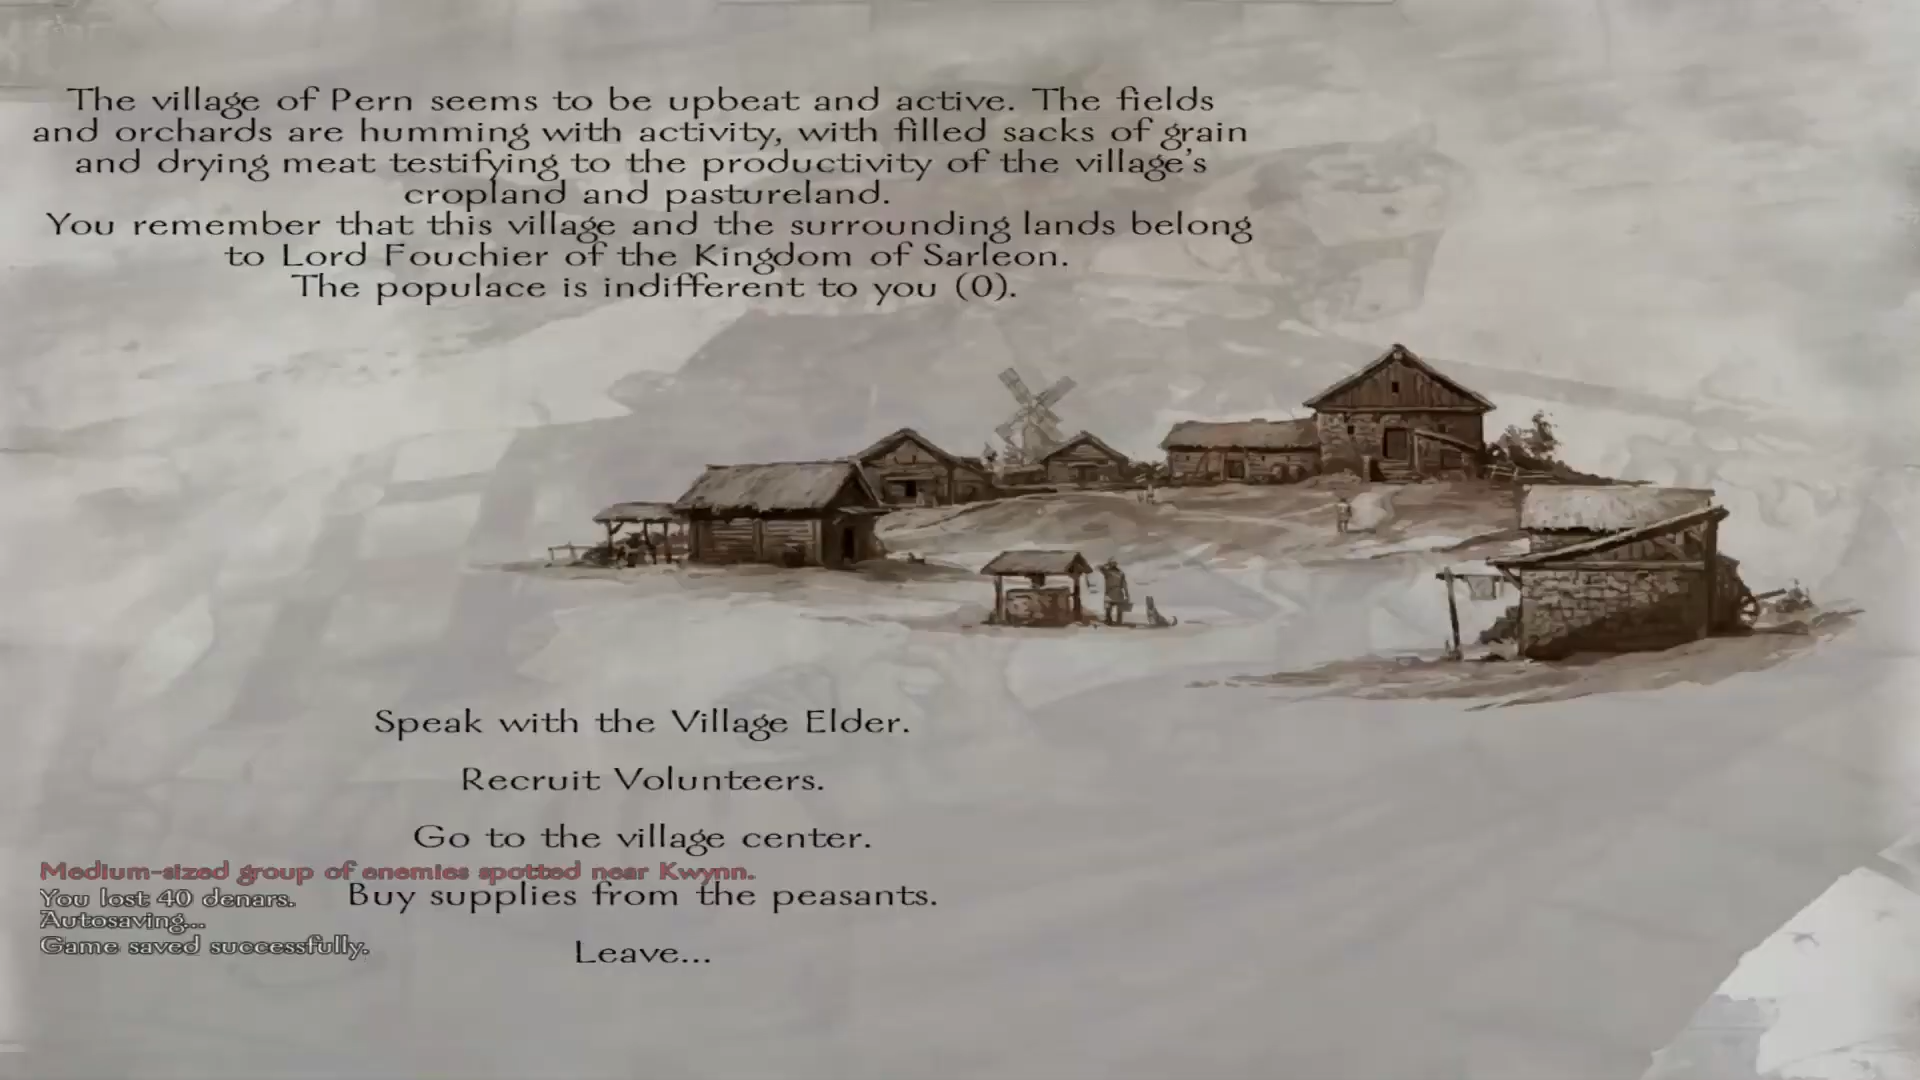 The village of Pern seems to be upbeat and active. The fields
and orchards are humming with activity, with filled sacks of grain
and drying meat testifying to the productivity of the village's
cropland and pastureland.
You remember that this village and the surrounding lands belong
to Lord Fouchier of the Kingdom of Sarleon.
The populace is indifferent to you (0).
Speak with the Village Elder.
Recruit Volunteers.
Go to the village center.
Medium-sized group of enemies spotted near Kwynn.
You lost 40 denars.
Buy supplies from the peasants.
Autosaving...
Game saved successfully.
Leave...